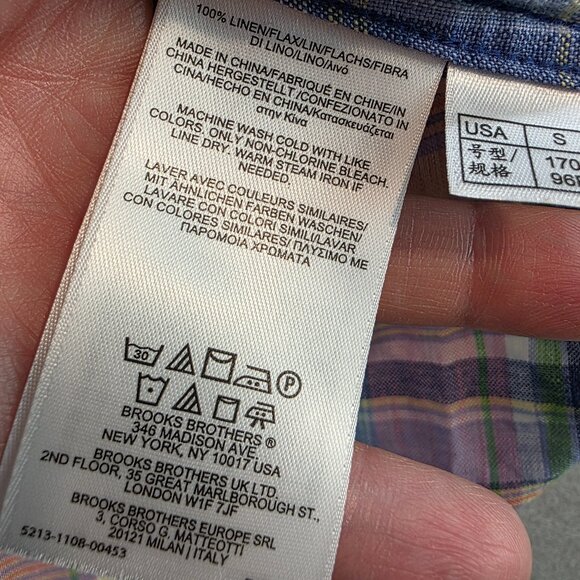 100% LINEN/FLAX/LIN/FLACHS/FIBRA
DI LINO/LINO/λινό
MADE IN CHINA/FABRIQUÉ EN CHINE/IN
CHINA HERGESTELLT/CONFEZIONATO IN
CINA/HECHO EN CHINA/Κατασκευάζεται
στην Κίνα
MACHINE WASH COLD WITH LIKE
COLORS. ONLY NON-CHLORINE BLEACH.
LINE DRY. WARM STEAM IRON IF
NEEDED.
LAVER AVEC COULEURS SIMILAIRES/
MIT ÄHNLICHEN FARBEN WASCHEN/
LAVARE CON COLORI SIMILI/LAVAR
CON COLORES SIMILARES/ ΠΛΥΣΙΜΟ ΜΕ
ΠΑΡΟΜΟΙΑ ΧΡΩΜΑΤΑ
30
P
BROOKS BROTHERS ®
346 MADISON AVE.
NEW YORK, NY 10017 USA
BROOKS BROTHERS UK LTD.
2ND FLOOR, 35 GREAT MARLBOROUGH ST.,
LONDON W1F 7JF
BROOKS BROTHERS EUROPE SRL
3, CORSO G. MATTEOTTI
20121 MILAN | ITALY
5213-1108-00453
USA S
号型/ 170
规格 96